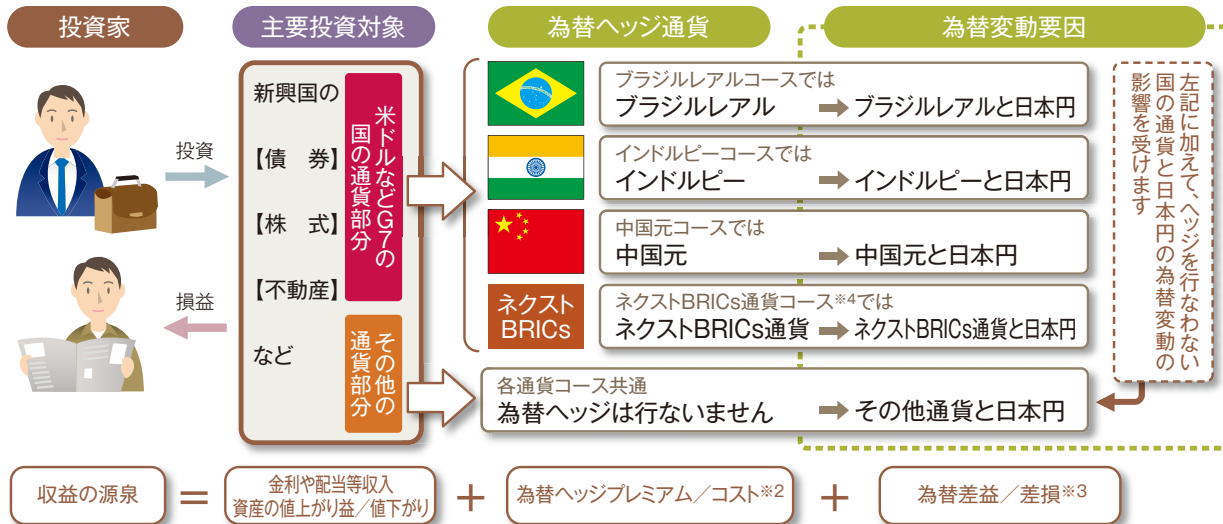 投資家
主要投資対象
為替ヘッジ通貨
為替変動要因
投資
損益
新興国の
【債　券】
【株　式】
【不動産】
など
米ドルなどG7の
国の通貨部分
その他の
通貨部分
ブラジルレアルコースでは
ブラジルレアル
ブラジルレアルと日本円
インドルピーコースでは
インドルピー
インドルピーと日本円
中国元コースでは
中国元
中国元と日本円
ネクスト
BRICs
ネクストBRICs通貨コース※4では
ネクストBRICs通貨
ネクストBRICs通貨と日本円
各通貨コース共通
為替ヘッジは行ないません
その他通貨と日本円
左記に加えて、ヘッジを行なわない
国の通貨と日本円の為替変動の
影響を受けます
収益の源泉
=
金利や配当等収入
資産の値上がり益／値下がり
+
為替ヘッジプレミアム／コスト※2
+
為替差益／差損※3